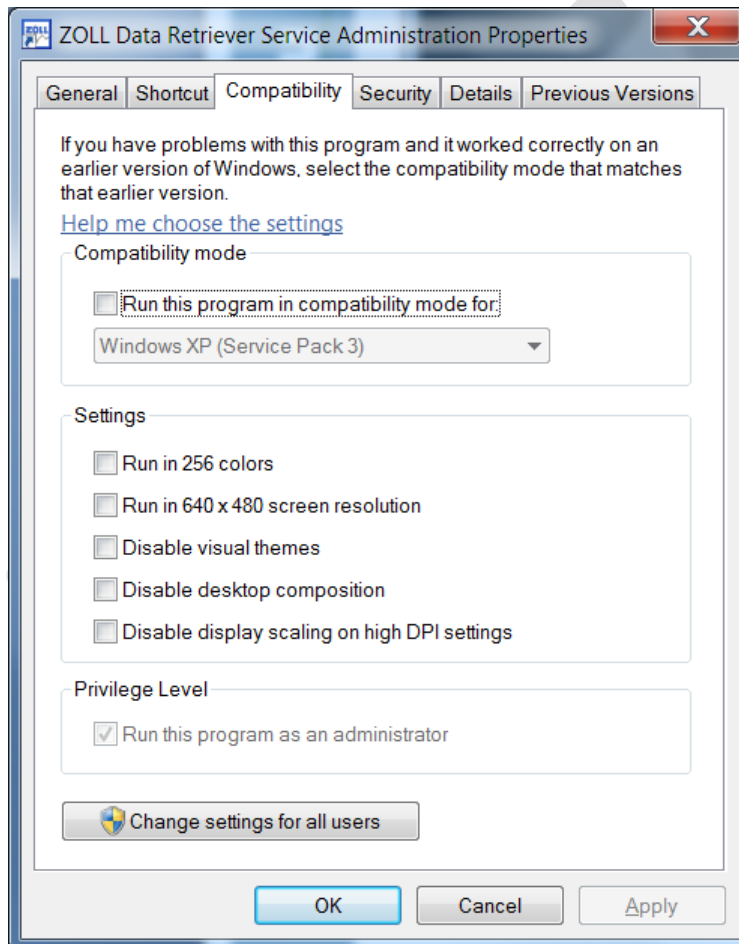 ZOLL Data Retriever Service Administration Properties
General Shortcut Compatibility Security Details Previous Versions
If you have problems with this program and it worked correctly on an
earlier version of Windows, select the compatibility mode that matches
that earlier version.
Help me choose the settings
Compatibility mode
Run this program in compatibility mode for:
Windows XP (Service Pack 3)
Settings
Run in 256 colors
Run in 640 x 480 screen resolution
Disable visual themes
Disable desktop composition
Disable display scaling on high DPI settings
Privilege Level
Run this program as an administrator
Change settings for all users
OK Cancel Apply